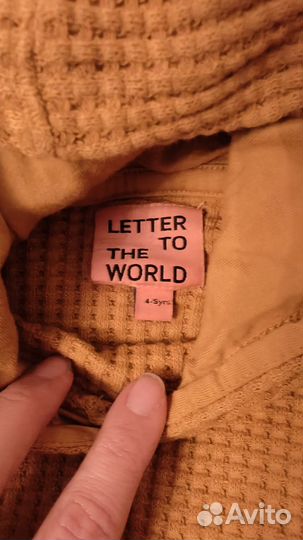 LETTER
TO
THE
WORLD
4-5yrs
Avito